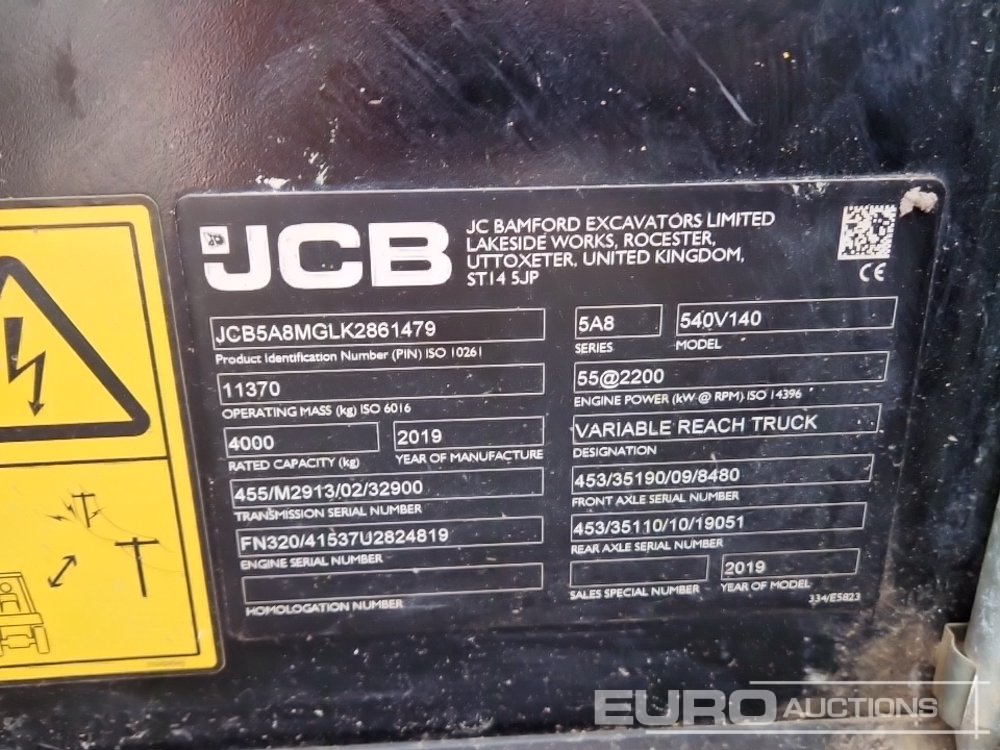 JCB
JC BAMFORD EXCAVATORS LIMITED
LAKESIDE WORKS, ROCESTER,
UTTOXETER, UNITED KINGDOM,
ST14 5JP
CE
JCB5A8MGLK2861479
Product Identification Number (PIN) ISO 10261
5A8
SERIES
540V140
MODEL
11370
OPERATING MASS (kg) ISO 6016
55@2200
ENGINE POWER (kW @ RPM) ISO 14396
4000
RATED CAPACITY (kg)
2019
YEAR OF MANUFACTURE
VARIABLE REACH TRUCK
DESIGNATION
455/M2913/02/32900
TRANSMISSION SERIAL NUMBER
453/35190/09/8480
FRONT AXLE SERIAL NUMBER
FN320/41537U2824819
ENGINE SERIAL NUMBER
453/35110/10/19051
REAR AXLE SERIAL NUMBER
HOMOLOGATION NUMBER
SALES SPECIAL NUMBER
2019
YEAR OF MODEL
334/E5823
EURO AUCTIONS